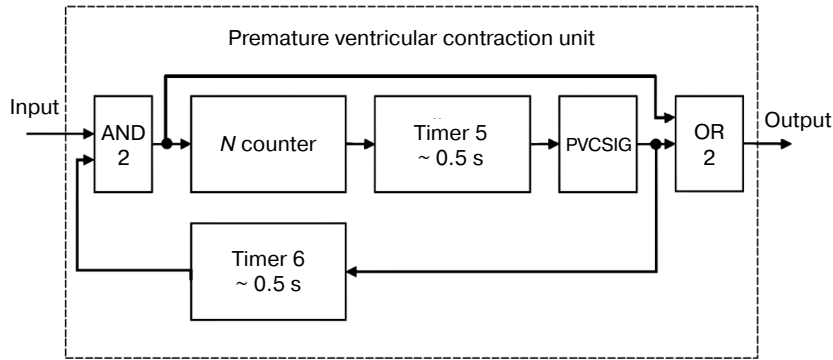 Premature ventricular contraction unit
Input
AND
2
N counter
Timer 5
~ 0.5 s
PVCSIG
OR
2
Output
Timer 6
~ 0.5 s